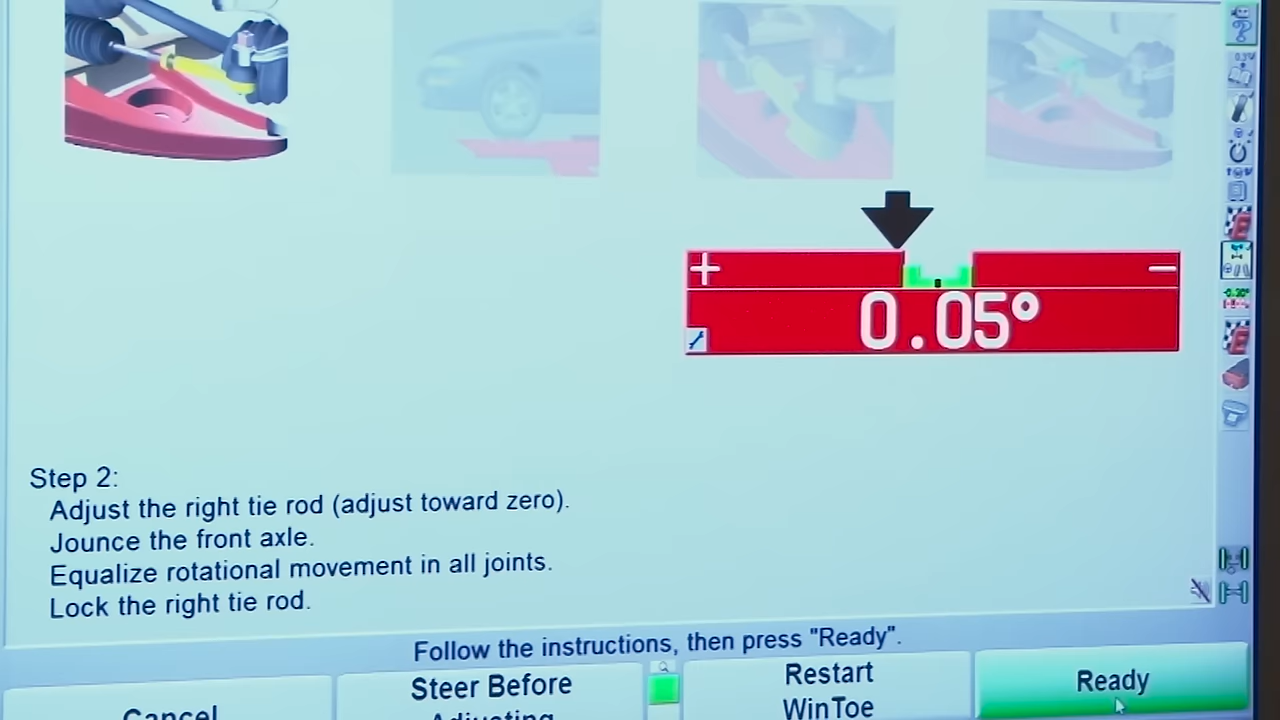 + −
0.05°
Step 2:
Adjust the right tie rod (adjust toward zero).
Jounce the front axle.
Equalize rotational movement in all joints.
Lock the right tie rod.
Follow the instructions, then press "Ready".
Cancel
Steer Before
Adjusting
Restart
WinToe
Ready